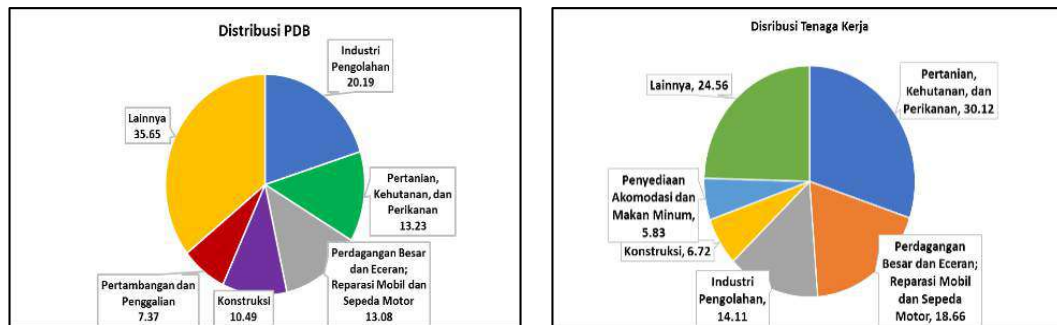 Distribusi PDB
Industri
Pengolahan
20.19
Lainnya
35.65
Pertanian,
Kehutanan, dan
Perikanan
13.23
Perdagangan Besar
dan Eceran;
Reparasi Mobil dan
Sepeda Motor
13.08
Konstruksi
10.49
Pertambangan dan
Penggalian
7.37
Disribusi Tenaga Kerja
Lainnya, 24.56
Pertanian,
Kehutanan, dan
Perikanan, 30.12
Penyediaan
Akomodasi dan
Makan Minum,
5.83
Konstruksi, 6.72
Industri
Pengolahan,
14.11
Perdagangan
Besar dan Eceran;
Reparasi Mobil
dan Sepeda
Motor, 18.66